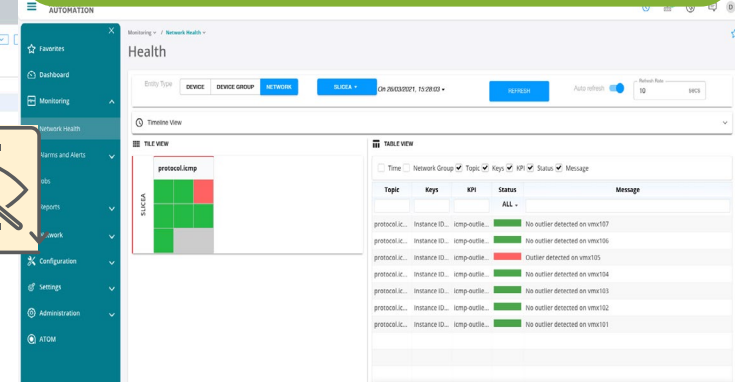 AUTOMATION
X
Favorites
Dashboard
Monitoring
Network Health
Alarms and Alerts
Jobs
Reports
Network
Configuration
Settings
Administration
ATOM
Monitoring / Network Health
Health
Entity Type DEVICE DEVICE GROUP NETWORK SLICEA On 26/03/2021, 15:28:03 REFRESH Auto refresh Refresh Rate 10 secs
Timeline View
TILE VIEW
protocol.icmp
SLICEA
TABLE VIEW
Time Network Group Topic Keys KPI Status Message
Topic Keys KPI Status Message
ALL
protocol.ic... Instance ID... icmp-outlie... No outlier detected on vmx107
protocol.ic... Instance ID... icmp-outlie... No outlier detected on vmx106
protocol.ic... Instance ID... icmp-outlie... Outlier detected on vmx105
protocol.ic... Instance ID... icmp-outlie... No outlier detected on vmx104
protocol.ic... Instance ID... icmp-outlie... No outlier detected on vmx103
protocol.ic... Instance ID... icmp-outlie... No outlier detected on vmx102
protocol.ic... Instance ID... icmp-outlie... No outlier detected on vmx101